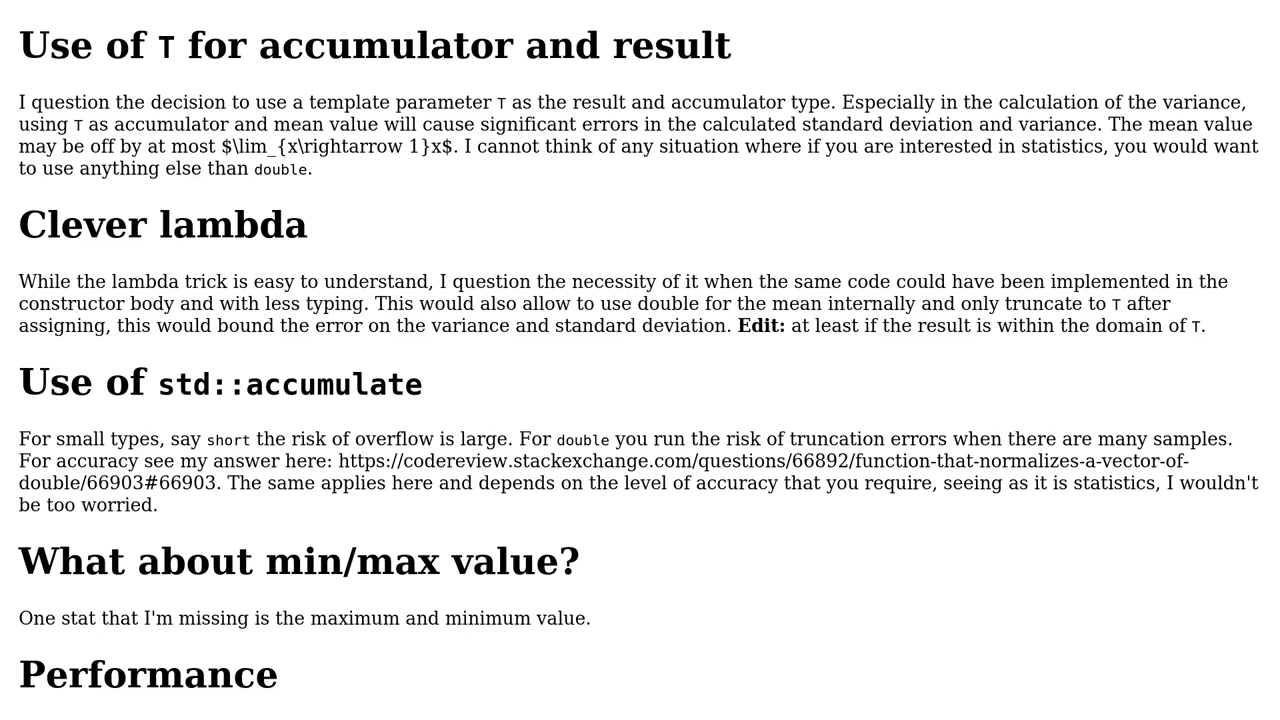 Use of T for accumulator and result
I question the decision to use a template parameter T as the result and accumulator type. Especially in the calculation of the variance,
using T as accumulator and mean value will cause significant errors in the calculated standard deviation and variance. The mean value
may be off by at most $\lim_{x\rightarrow 1}x$. I cannot think of any situation where if you are interested in statistics, you would want
to use anything else than double.
Clever lambda
While the lambda trick is easy to understand, I question the necessity of it when the same code could have been implemented in the
constructor body and with less typing. This would also allow to use double for the mean internally and only truncate to T after
assigning, this would bound the error on the variance and standard deviation. Edit: at least if the result is within the domain of T.
Use of std::accumulate
For small types, say short the risk of overflow is large. For double you run the risk of truncation errors when there are many samples.
For accuracy see my answer here: https://codereview.stackexchange.com/questions/66892/function-that-normalizes-a-vector-of-
double/66903#66903. The same applies here and depends on the level of accuracy that you require, seeing as it is statistics, I wouldn't
be too worried.
What about min/max value?
One stat that I'm missing is the maximum and minimum value.
Performance